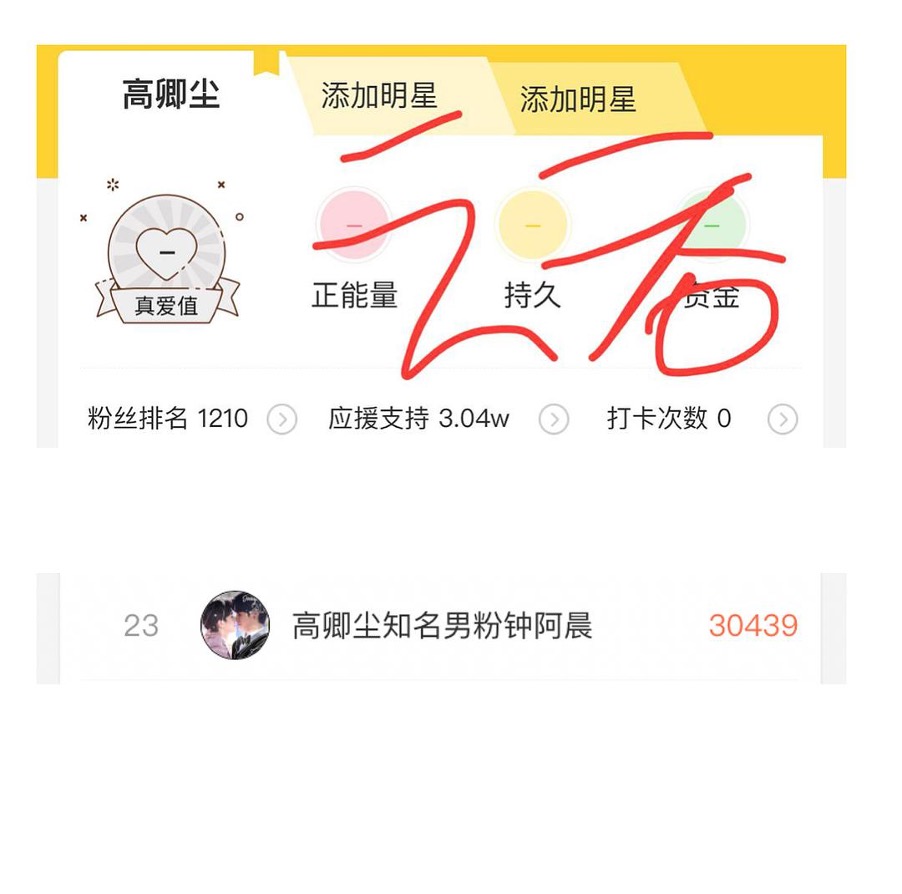 高卿尘 添加明星 添加明星
真爱值 正能量 持久 资金
粉丝排名 1210 应援支持 3.04w 打卡次数 0
23 高卿尘知名男粉钟阿晨 30439